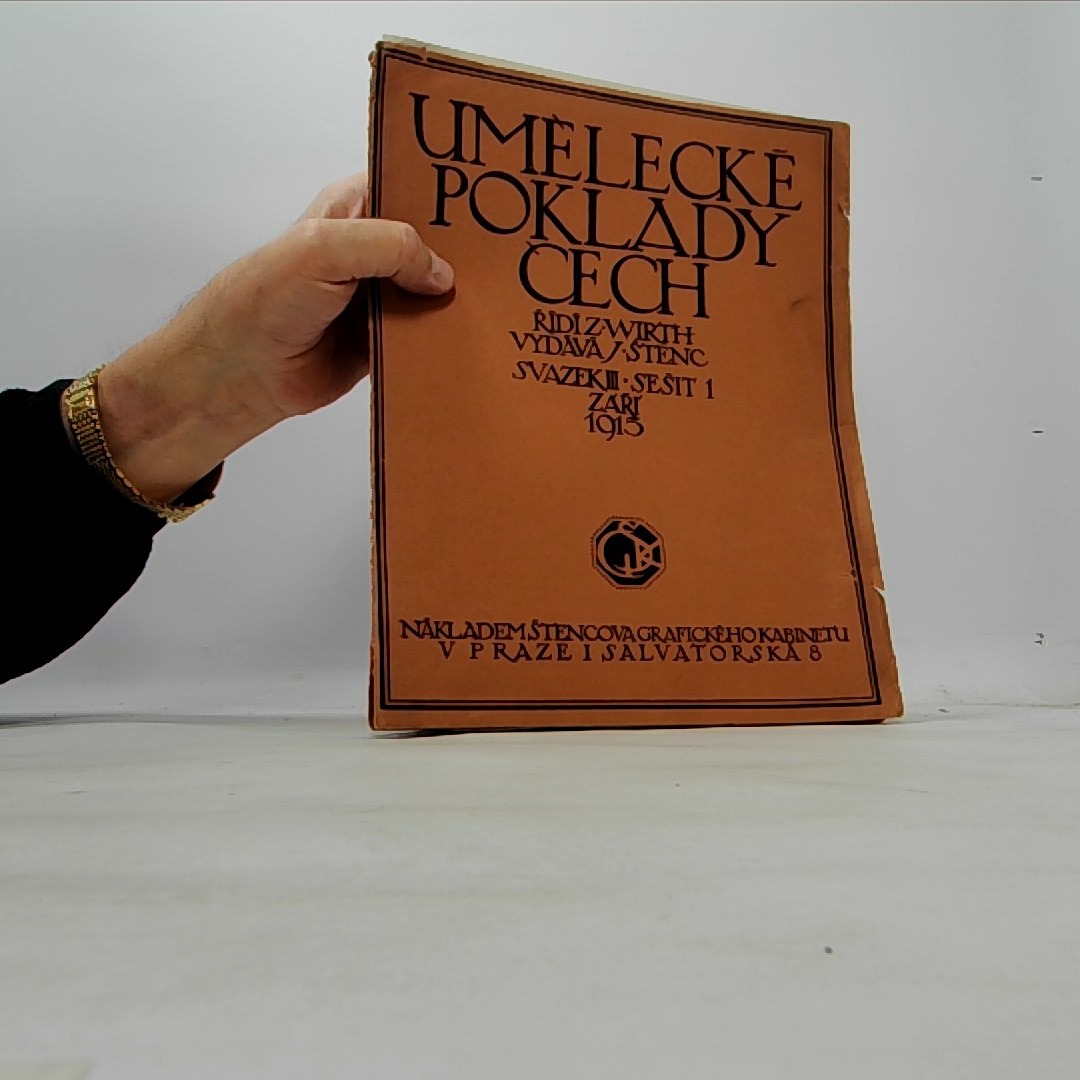 UMĚLECKÉ
POKLADY
ČECH
ŘÍDÍ Z·WIRTH
VYDÁVÁ J·ŠTENC
SVAZEK III · SEŠIT 1
ZÁŘÍ
1915
NÁKLADEM ŠTENCOVA GRAFICKÉHO KABINETU
V PRAZE I SALVATORSKÁ 8